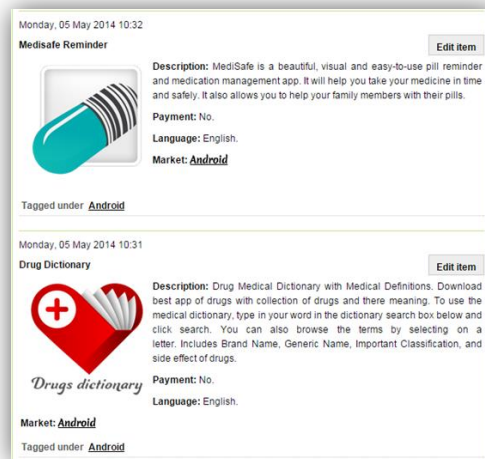 Monday, 05 May 2014 10:32
Medisafe Reminder
Edit item
Description: MediSafe is a beautiful, visual and easy-to-use pill reminder
and medication management app. It will help you take your medicine in time
and safely. It also allows you to help your family members with their pills.
Payment: No.
Language: English.
Market: Android
Tagged under Android
Monday, 05 May 2014 10:31
Drug Dictionary
Edit item
Description: Drug Medical Dictionary with Medical Definitions. Download
best app of drugs with collection of drugs and there meaning. To use the
medical dictionary, type in your word in the dictionary search box below and
click search. You can also browse the terms by selecting on a
letter. Includes Brand Name, Generic Name, Important Classification, and
side effect of drugs.
Drugs dictionary
Payment: No.
Language: English.
Market: Android
Tagged under Android